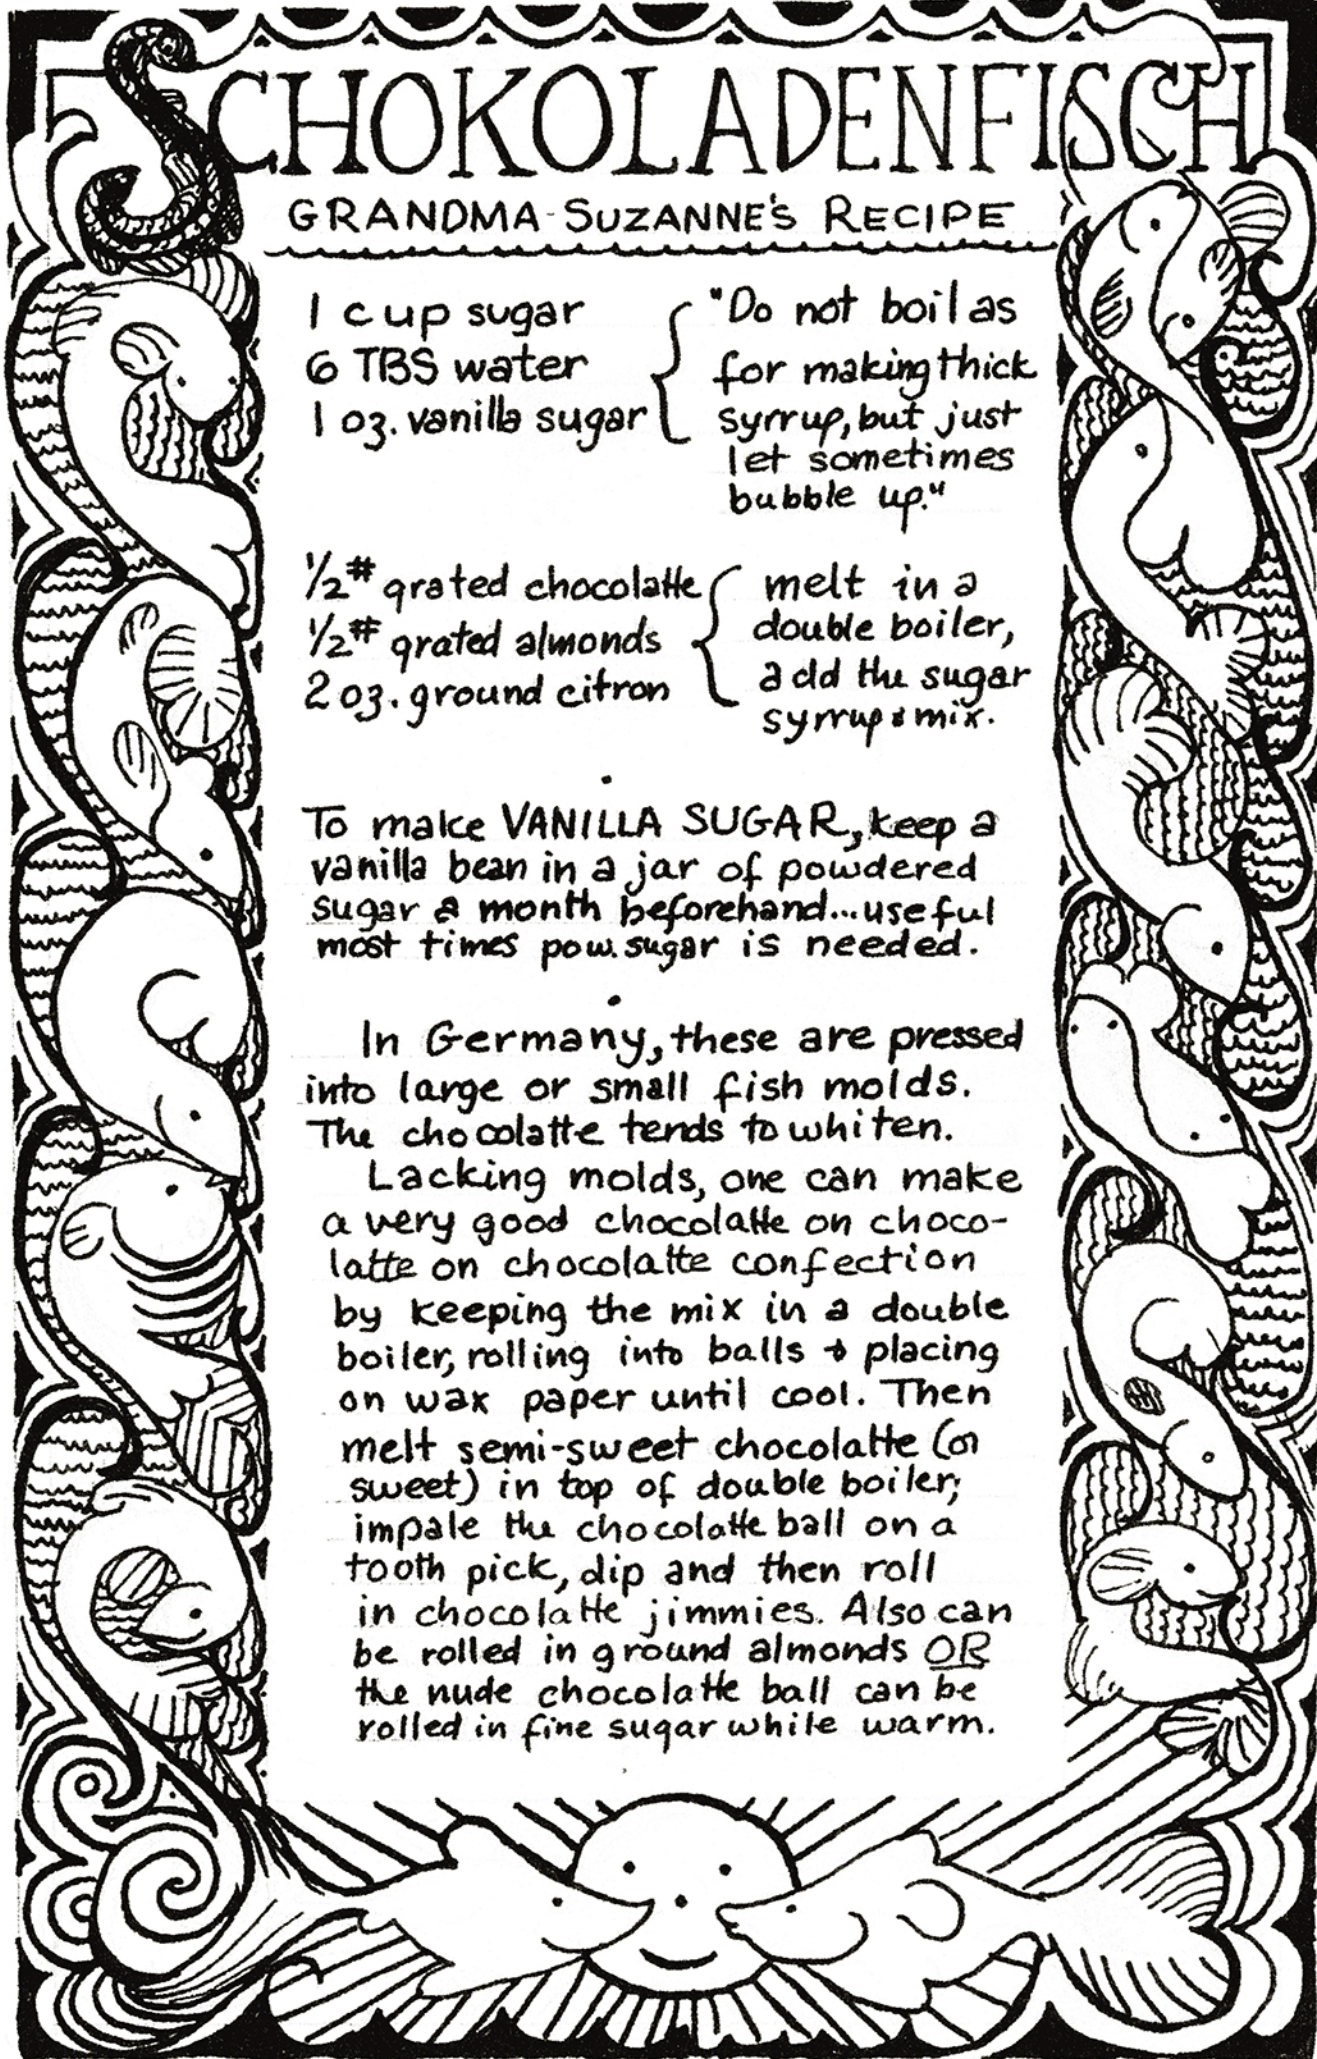 SCHOKOLADENFISCH
GRANDMA SUZANNE'S RECIPE
1 cup sugar
6 TBS water
1 oz. vanilla sugar
"Do not boil as
for making thick
syrrup, but just
let sometimes
bubble up."
1/2# grated chocolatte
1/2# grated almonds
2 oz. ground citron
melt in a
double boiler,
add the sugar
syrrup & mix.
To make VANILLA SUGAR, keep a
vanilla bean in a jar of powdered
sugar a month beforehand...useful
most times pow. sugar is needed.
In Germany, these are pressed
into large or small fish molds.
The chocolatte tends to whiten.
Lacking molds, one can make
a very good chocolatte on choco-
latte on chocolatte confection
by keeping the mix in a double
boiler, rolling into balls & placing
on wax paper until cool. Then
melt semi-sweet chocolatte (or
sweet) in top of double boiler;
impale the chocolatte ball on a
tooth pick, dip and then roll
in chocolatte jimmies. Also can
be rolled in ground almonds OR
the nude chocolatte ball can be
rolled in fine sugar while warm.